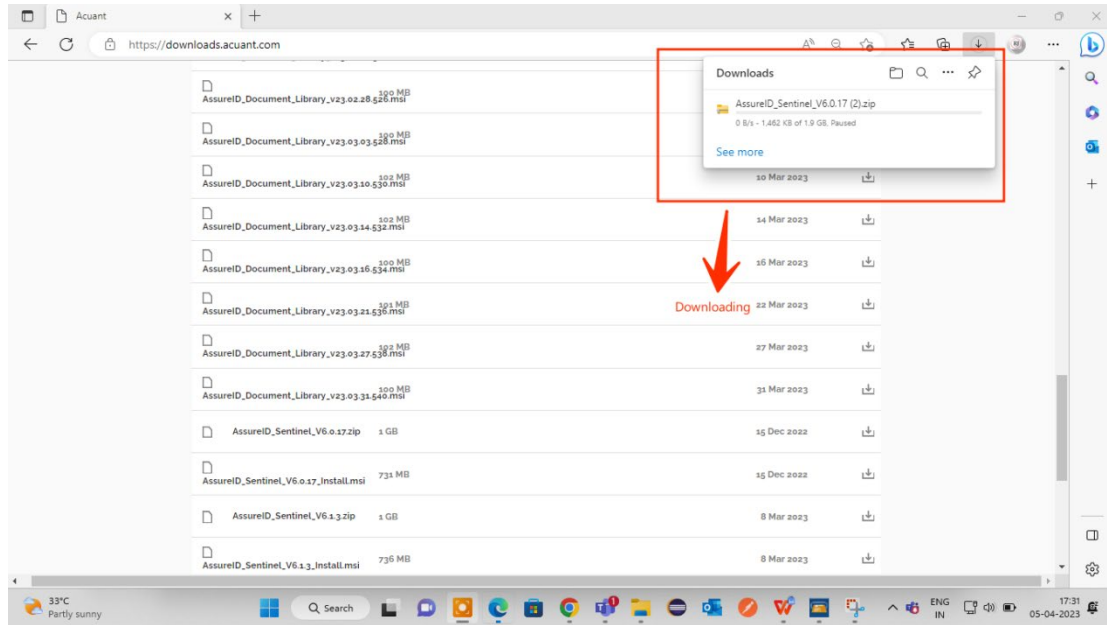 Acuant
https://downloads.acuant.com
Downloads
AssureID_Sentinel_V6.0.17 (2).zip
0 B/s - 1,462 KB of 1.9 GB, Paused
See more
AssureID_Document_Library_v23.02.28.526.msi 100 MB
AssureID_Document_Library_v23.03.03.528.msi 100 MB
AssureID_Document_Library_v23.03.10.530.msi 102 MB 10 Mar 2023
AssureID_Document_Library_v23.03.14.532.msi 102 MB 14 Mar 2023
AssureID_Document_Library_v23.03.16.534.msi 100 MB 16 Mar 2023
AssureID_Document_Library_v23.03.21.536.msi 101 MB 22 Mar 2023
Downloading
AssureID_Document_Library_v23.03.27.538.msi 102 MB 27 Mar 2023
AssureID_Document_Library_v23.03.31.540.msi 100 MB 31 Mar 2023
AssureID_Sentinel_V6.0.17.zip 1 GB 15 Dec 2022
AssureID_Sentinel_V6.0.17_Install.msi 731 MB 15 Dec 2022
AssureID_Sentinel_V6.1.3.zip 1 GB 8 Mar 2023
AssureID_Sentinel_V6.1.3_Install.msi 736 MB 8 Mar 2023
33°C
Partly sunny
Search
ENG
IN
17:31
05-04-2023